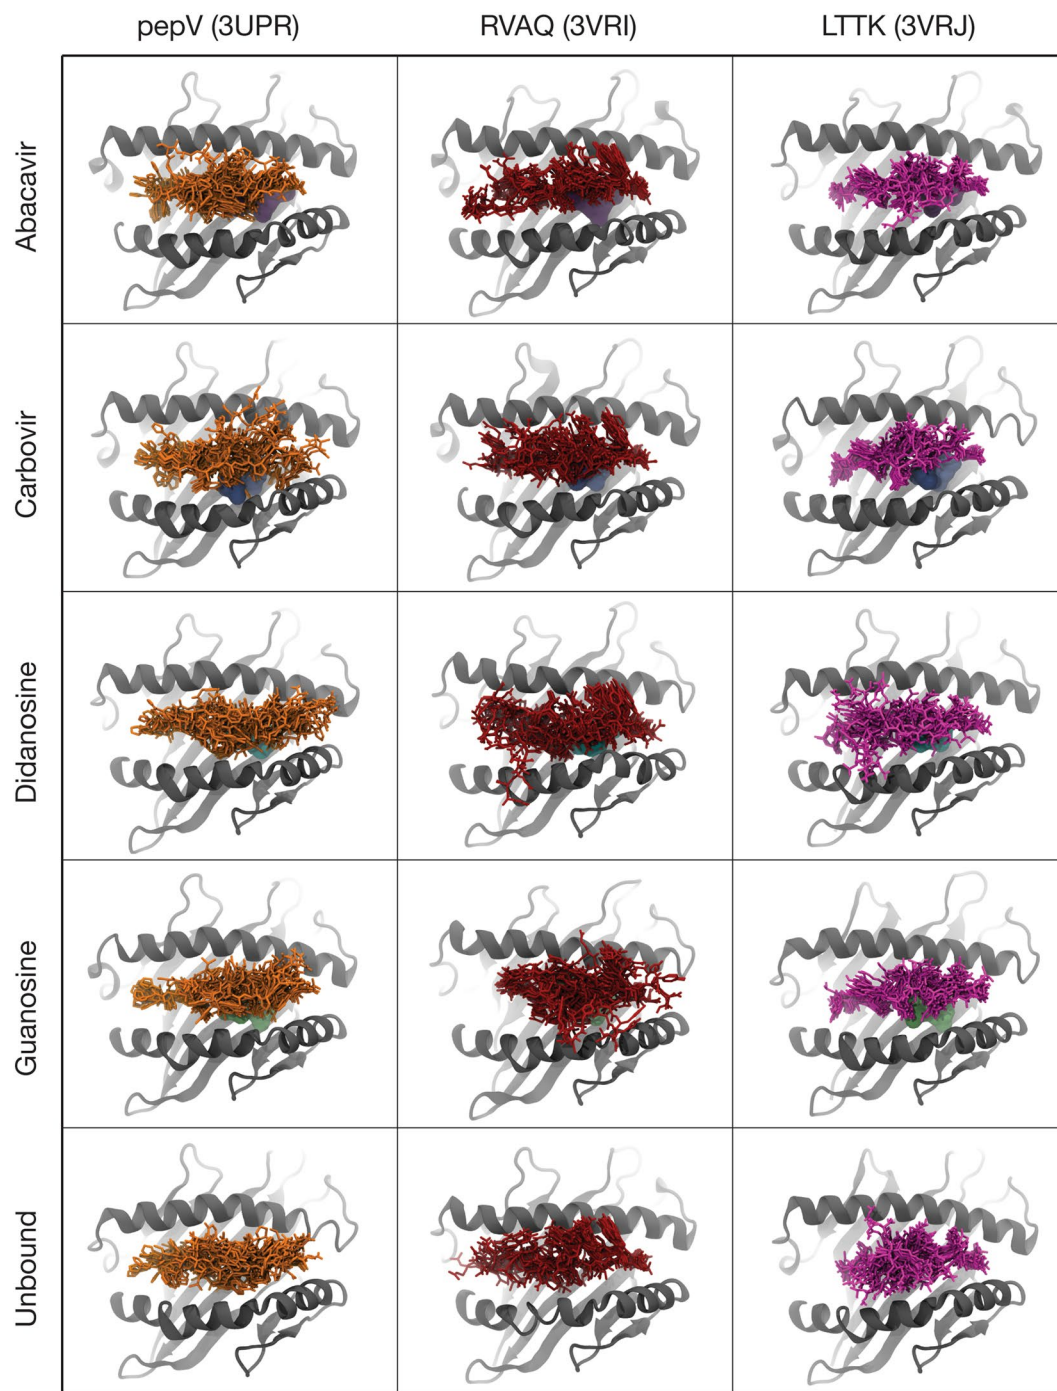 pepV (3UPR) RVAQ (3VRI) LTTK (3VRJ)
Abacavir
Carbovir
Didanosine
Guanosine
Unbound